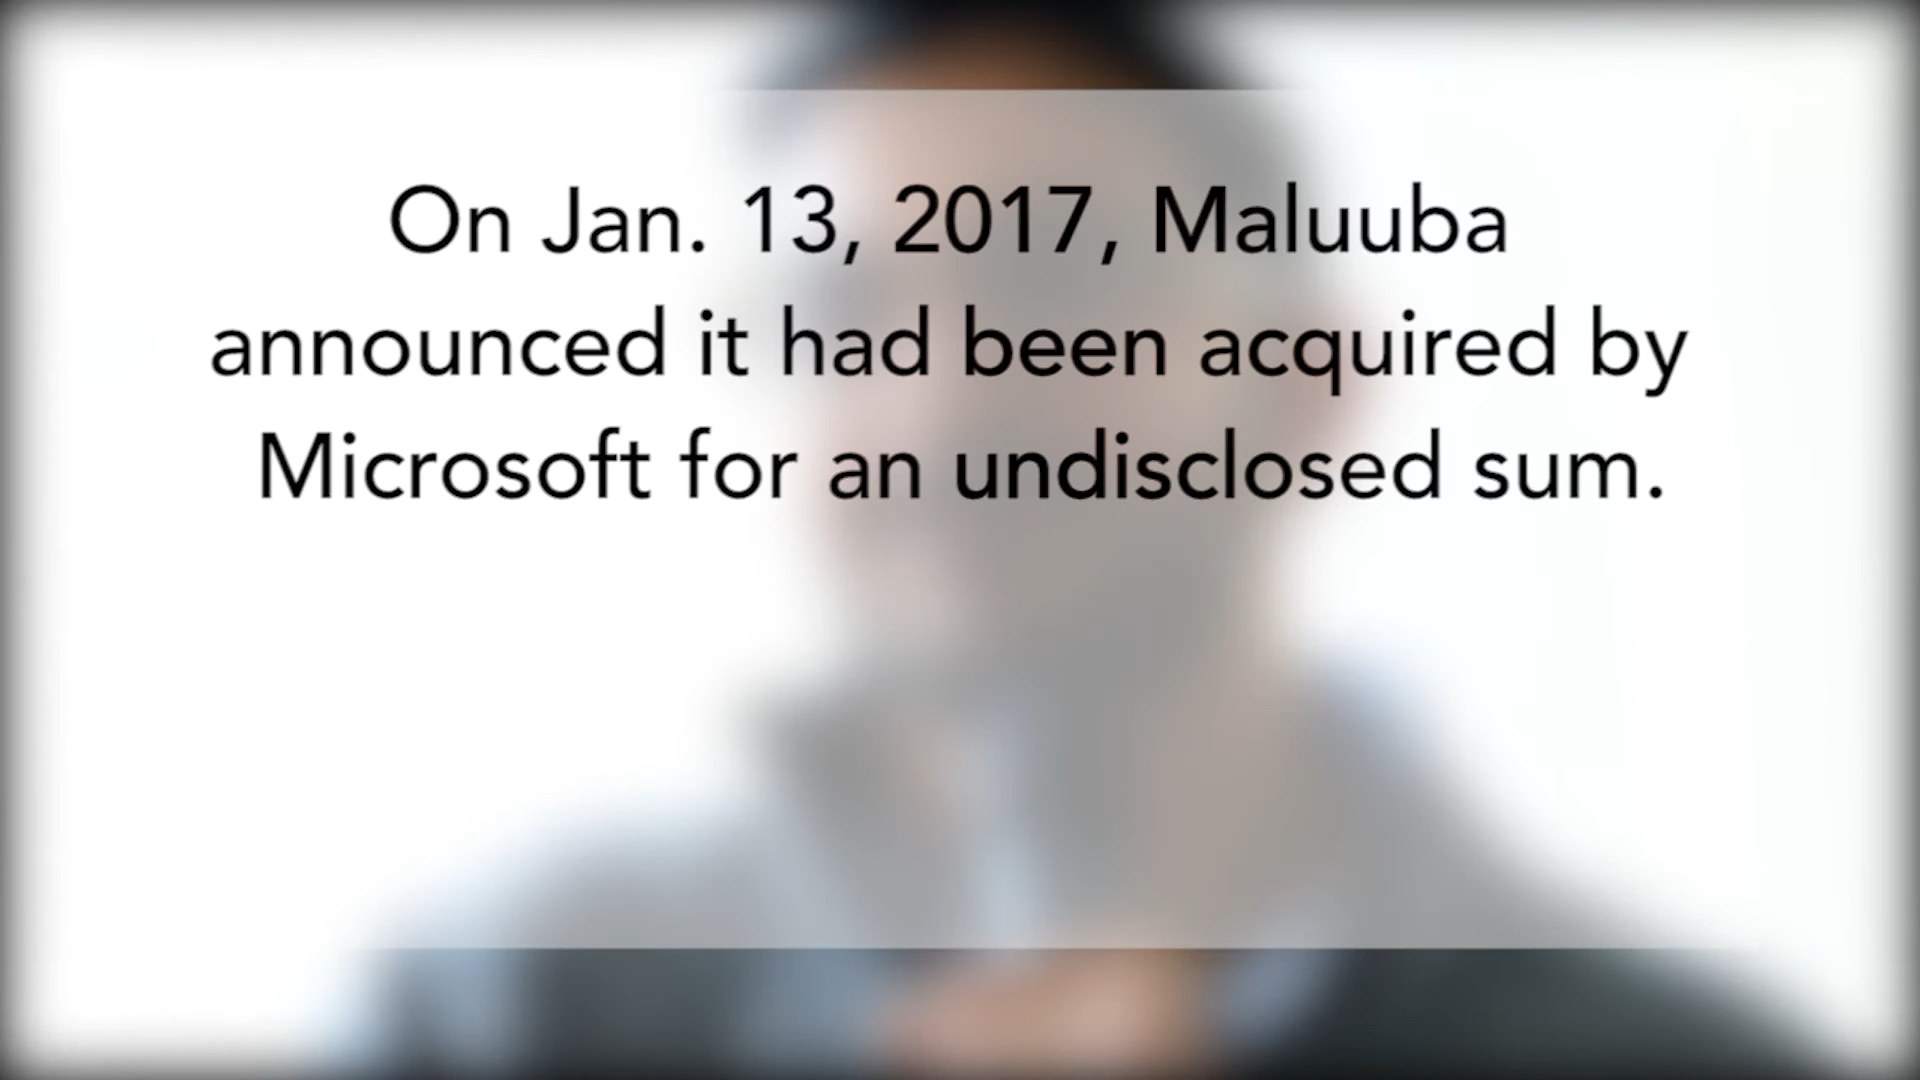 On Jan. 13, 2017, Maluuba
announced it had been acquired by
Microsoft for an undisclosed sum.